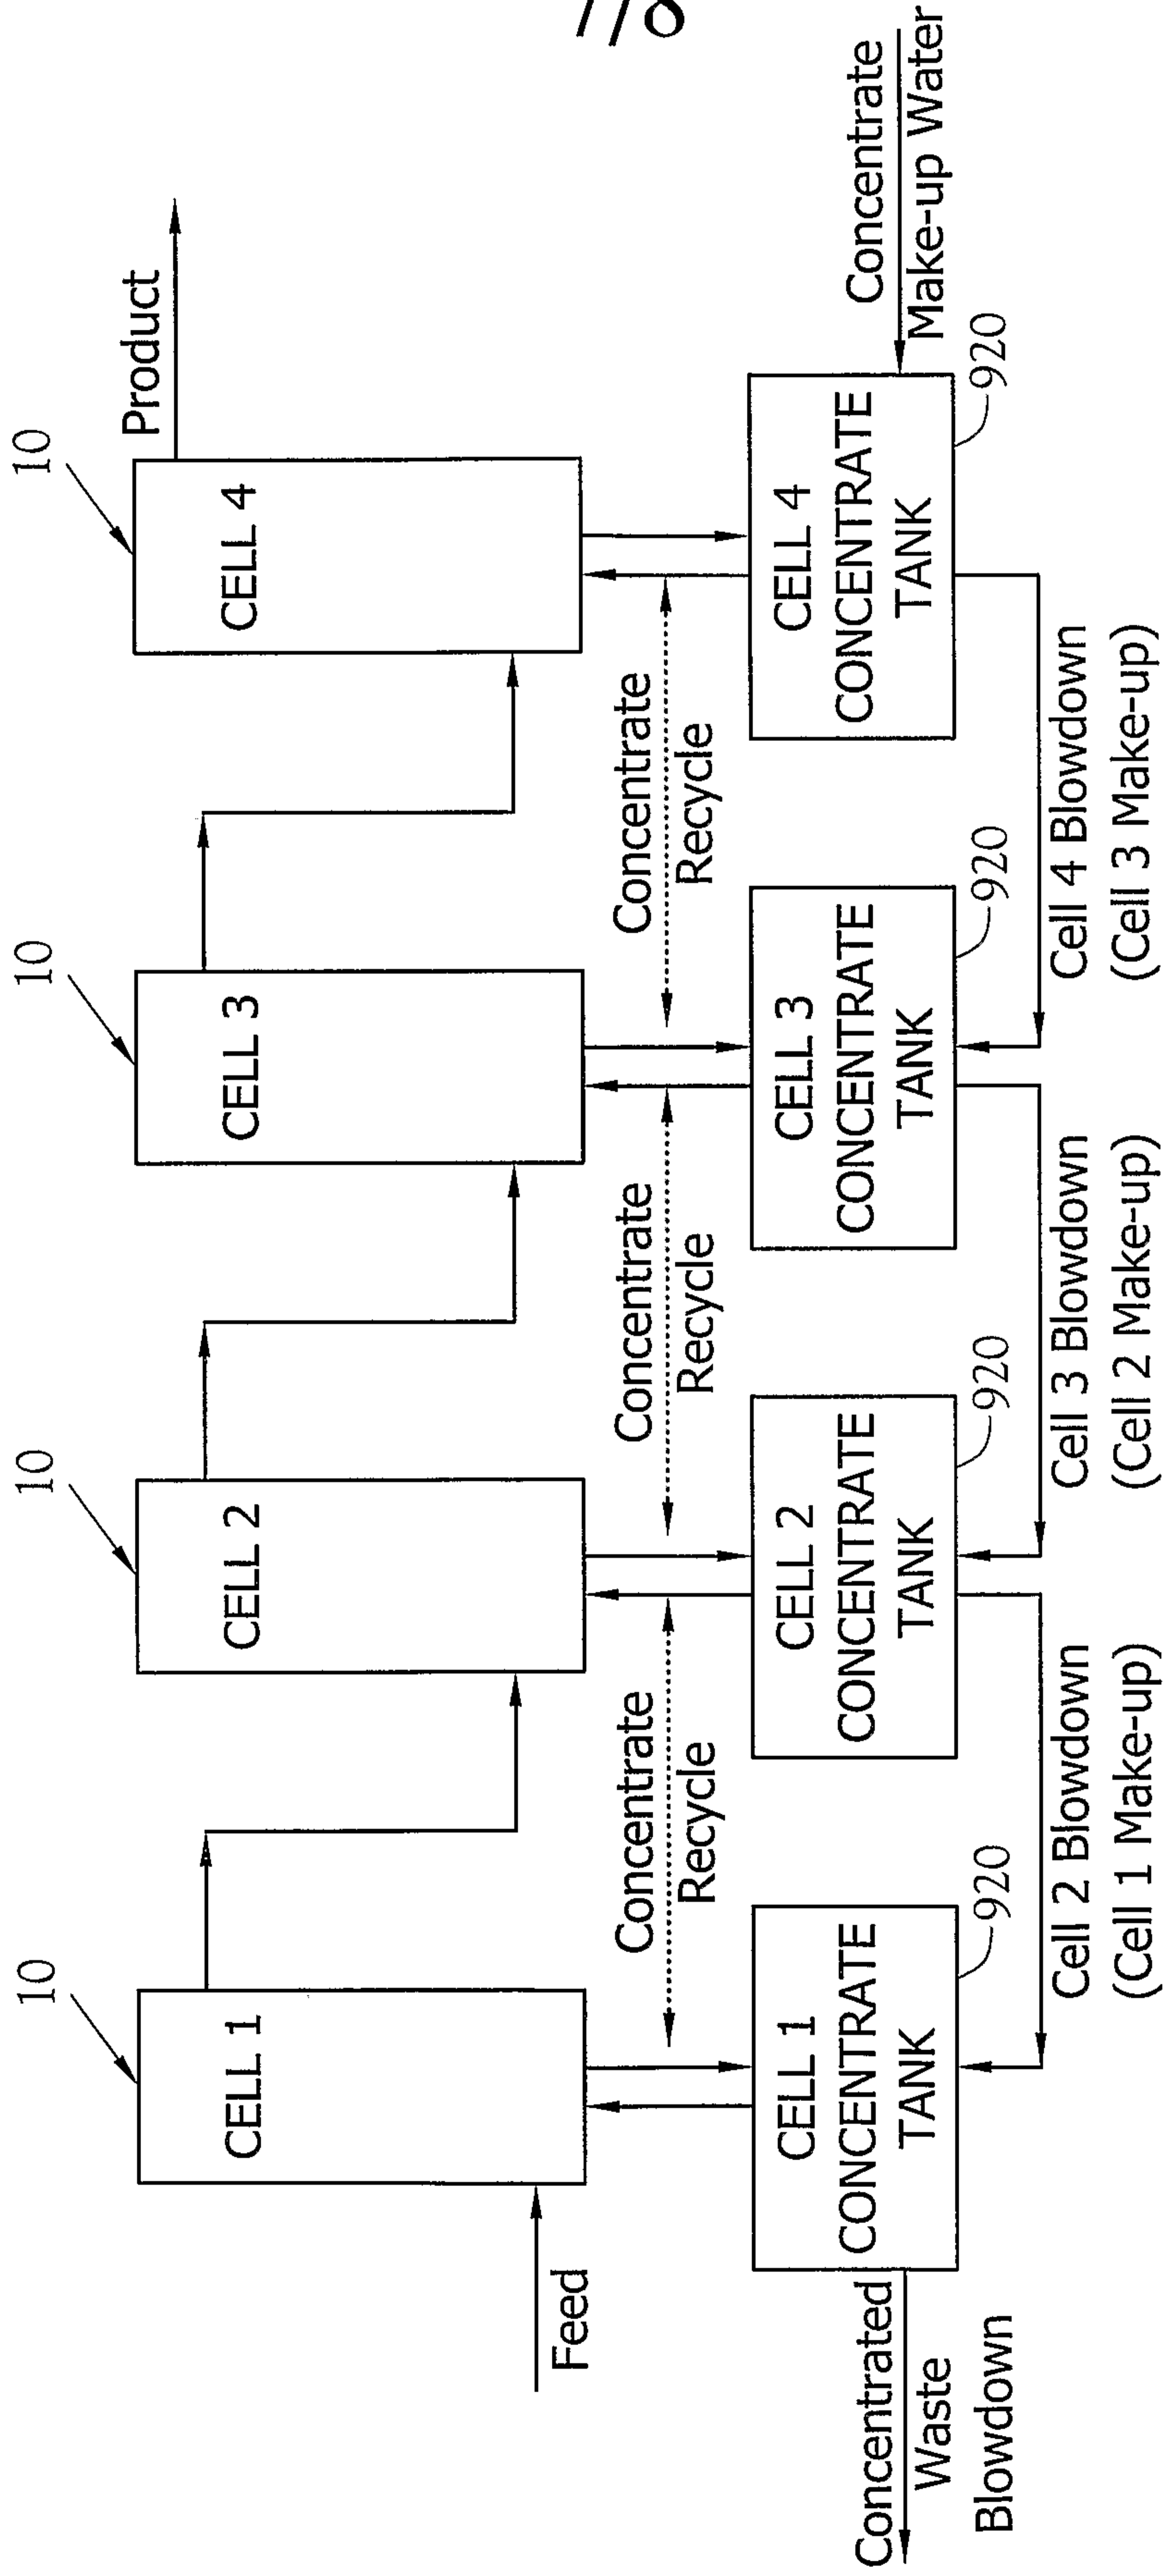 7/8
10
10
10
10
Product
CELL 1
CELL 2
CELL 3
CELL 4
Feed
Concentrate
Recycle
Concentrate
Recycle
Concentrate
Recycle
Concentrated
Waste
Blowdown
CELL 1
CONCENTRATE
TANK
920
CELL 2
CONCENTRATE
TANK
920
CELL 3
CONCENTRATE
TANK
920
CELL 4
CONCENTRATE
TANK
920
Concentrate
Make-up Water
Cell 2 Blowdown
(Cell 1 Make-up)
Cell 3 Blowdown
(Cell 2 Make-up)
Cell 4 Blowdown
(Cell 3 Make-up)